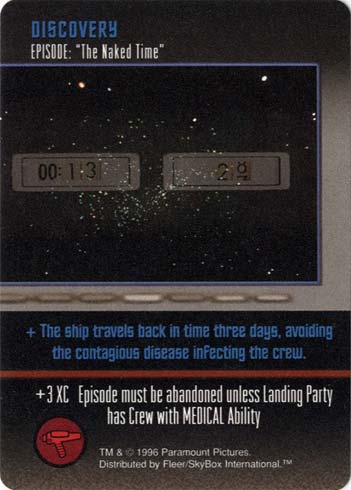 DISCOVERY
EPISODE: "The Naked Time"
00:13
+ The ship travels back in time three days, avoiding
the contagious disease infecting the crew.
+3 XC Episode must be abandoned unless Landing Party
has Crew with MEDICAL Ability
TM & © 1996 Paramount Pictures.
Distributed by Fleer/SkyBox International.™